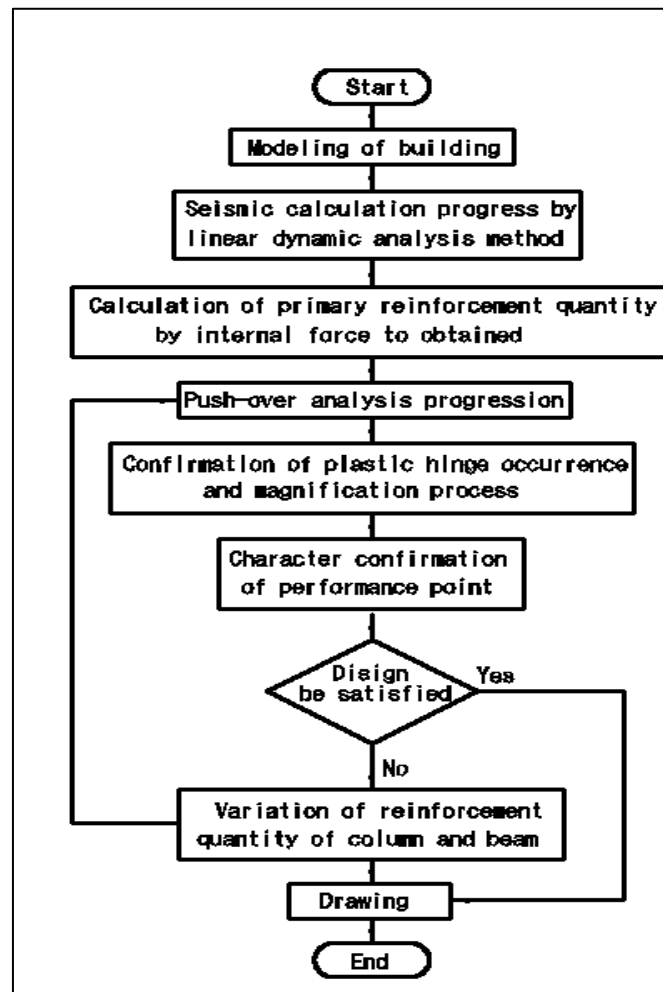 Start
Modeling of building
Seismic calculation progress by
linear dynamic analysis method
Calculation of primary reinforcement quantity
by internal force to obtained
Push-over analysis progression
Confirmation of plastic hinge occurrence
and magnification process
Character confirmation
of performance point
Disign
be satisfied
Yes
No
Variation of reinforcement
quantity of column and beam
Drawing
End